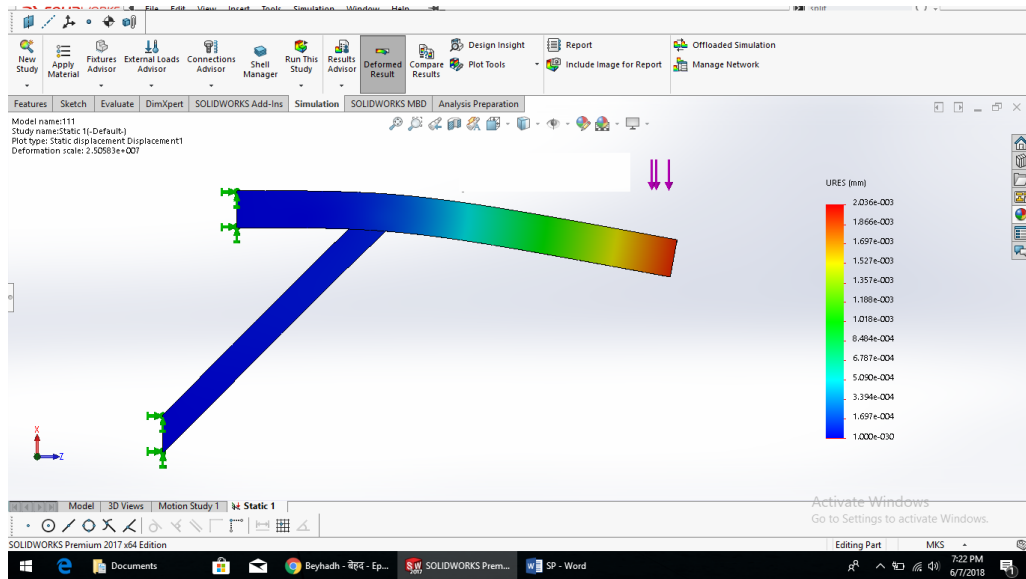 SOLIDWORKS File Edit View Insert Tools Simulation Window Help split
New Study
Apply Material
Fixtures Advisor
External Loads Advisor
Connections Advisor
Shell Manager
Run This Study
Results Advisor
Deformed Result
Compare Results
Design Insight
Plot Tools
Report
Include Image for Report
Offloaded Simulation
Manage Network
Features Sketch Evaluate DimXpert SOLIDWORKS Add-Ins Simulation SOLIDWORKS MBD Analysis Preparation
Model name:111
Study name:Static 1(-Default-)
Plot type: Static displacement Displacement1
Deformation scale: 2.50583e+007
URES (mm)
2.036e-003
1.866e-003
1.697e-003
1.527e-003
1.357e-003
1.188e-003
1.018e-003
8.484e-004
6.787e-004
5.090e-004
3.394e-004
1.697e-004
1.000e-030
X
Z
Activate Windows
Go to Settings to activate Windows.
Model 3D Views Motion Study 1 Static 1
SOLIDWORKS Premium 2017 x64 Edition Editing Part MKS
Documents Beyhadh - बेहद - Ep... SOLIDWORKS Prem... SP - Word 7:22 PM
6/7/2018